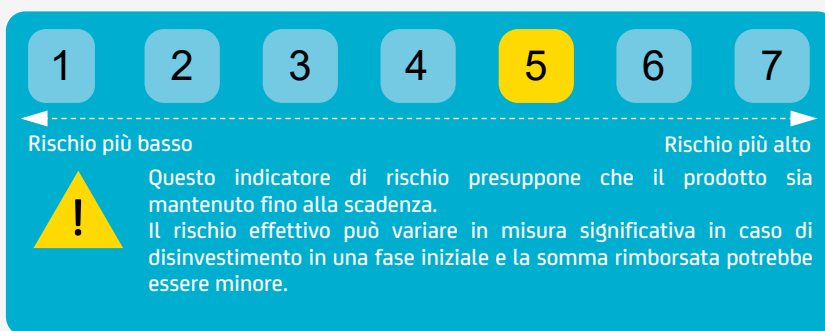 1 2 3 4 5 6 7
Rischio più basso Rischio più alto
!
Questo indicatore di rischio presuppone che il prodotto sia
mantenuto fino alla scadenza.
Il rischio effettivo può variare in misura significativa in caso di
disinvestimento in una fase iniziale e la somma rimborsata potrebbe
essere minore.